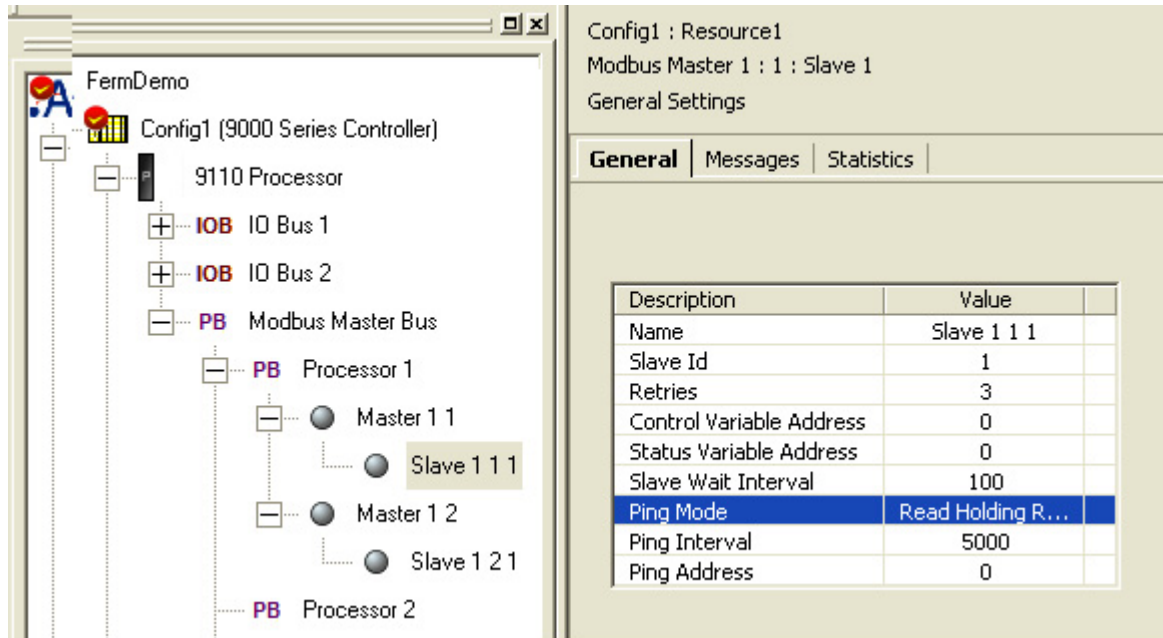 FermDemo
Config1 (9000 Series Controller)
P 9110 Processor
IOB IO Bus 1
IOB IO Bus 2
PB Modbus Master Bus
PB Processor 1
Master 1 1
Slave 1 1 1
Master 1 2
Slave 1 2 1
PB Processor 2
Config1 : Resource1
Modbus Master 1 : 1 : Slave 1
General Settings
General Messages Statistics
Description Value
Name Slave 1 1 1
Slave Id 1
Retries 3
Control Variable Address 0
Status Variable Address 0
Slave Wait Interval 100
Ping Mode Read Holding R...
Ping Interval 5000
Ping Address 0